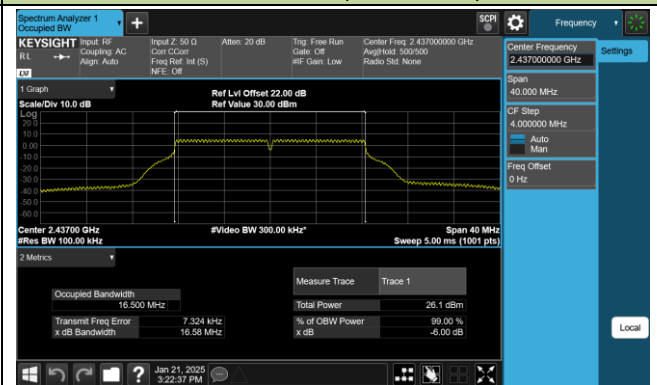 Spectrum Analyzer 1
Occupied BW
SCPI
Frequency
KEYSIGHT
RL
LXI
Input: RF
Coupling: AC
Align: Auto
Input Z: 50 Ω
Corr CCorr
Freq Ref: Int (S)
NFE: Off
Atten: 20 dB
Trig: Free Run
Gate: Off
#IF Gain: Low
Center Freq: 2.437000000 GHz
Avg|Hold: 500/500
Radio Std: None
Center Frequency
2.437000000 GHz
Settings
Span
40.000 MHz
CF Step
4.000000 MHz
Auto
Man
Freq Offset
0 Hz
Local
1 Graph
Scale/Div 10.0 dB
Ref Lvl Offset 22.00 dB
Ref Value 30.00 dBm
Log
20.0
10.0
0.00
-10.0
-20.0
-30.0
-40.0
-50.0
-60.0
Center 2.43700 GHz
#Res BW 100.00 kHz
#Video BW 300.00 kHz*
Span 40 MHz
Sweep 5.00 ms (1001 pts)
2 Metrics
Measure Trace
Trace 1
Occupied Bandwidth
16.500 MHz
Total Power
26.1 dBm
Transmit Freq Error
7.324 kHz
% of OBW Power
99.00 %
x dB Bandwidth
16.58 MHz
x dB
-6.00 dB
?
Jan 21, 2025
3:22:37 PM